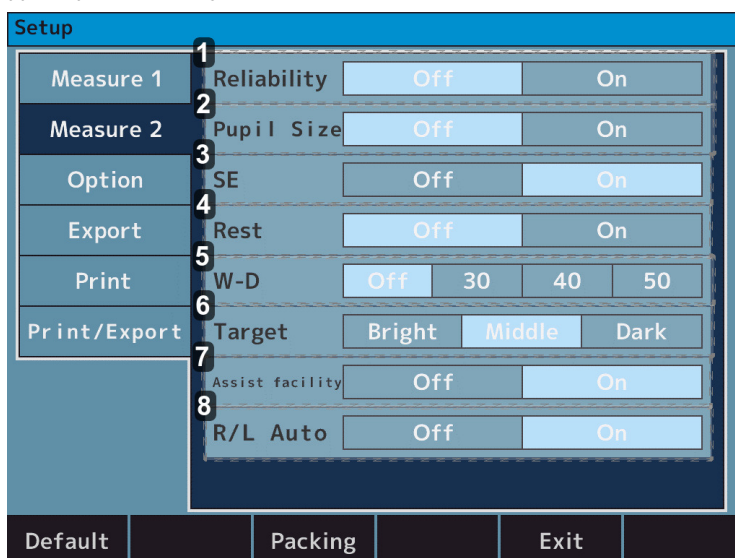 Setup
Measure 1
Measure 2
Option
Export
Print
Print/Export
1
Reliability Off On
2
Pupil Size Off On
3
SE Off On
4
Rest Off On
5
W-D Off 30 40 50
6
Target Bright Middle Dark
7
Assist facility Off On
8
R/L Auto Off On
Default Packing Exit